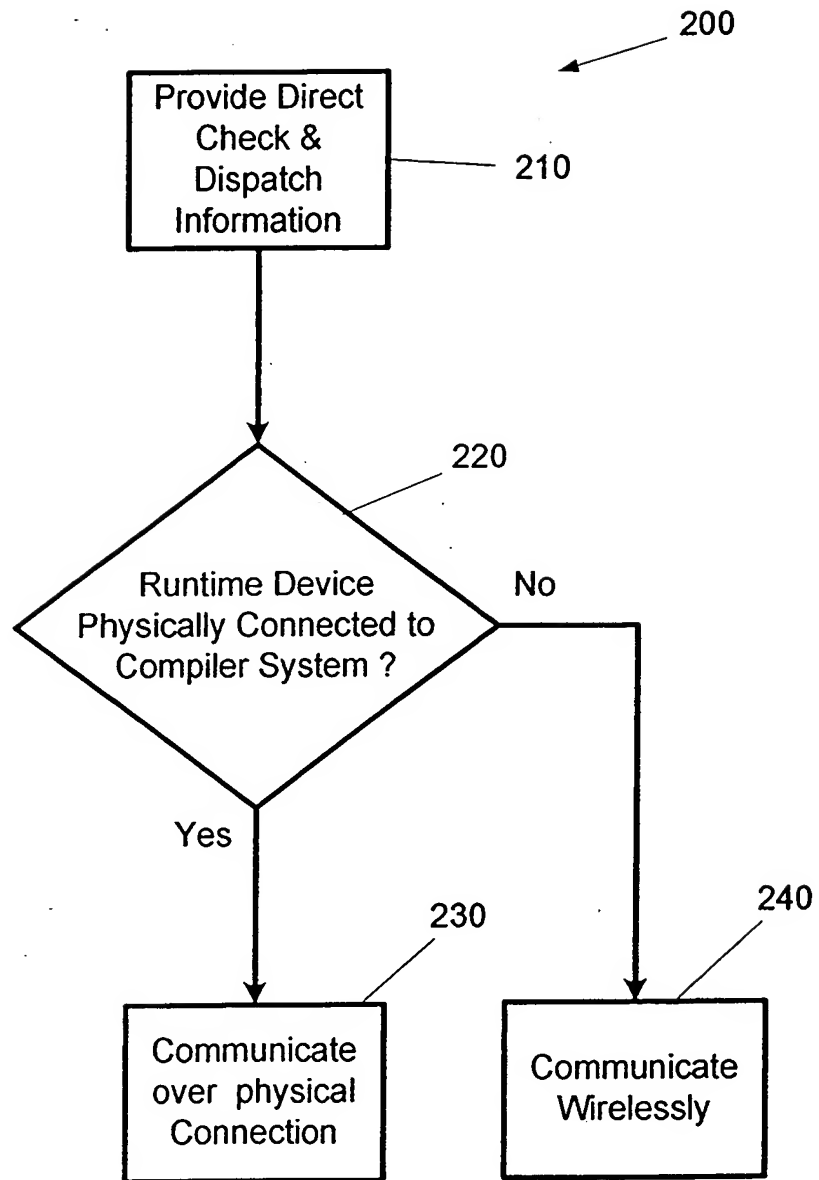 200
Provide Direct
Check &
Dispatch
Information
210
220
Runtime Device
Physically Connected to
Compiler System ?
No
Yes
230
240
Communicate
over physical
Connection
Communicate
Wirelessly